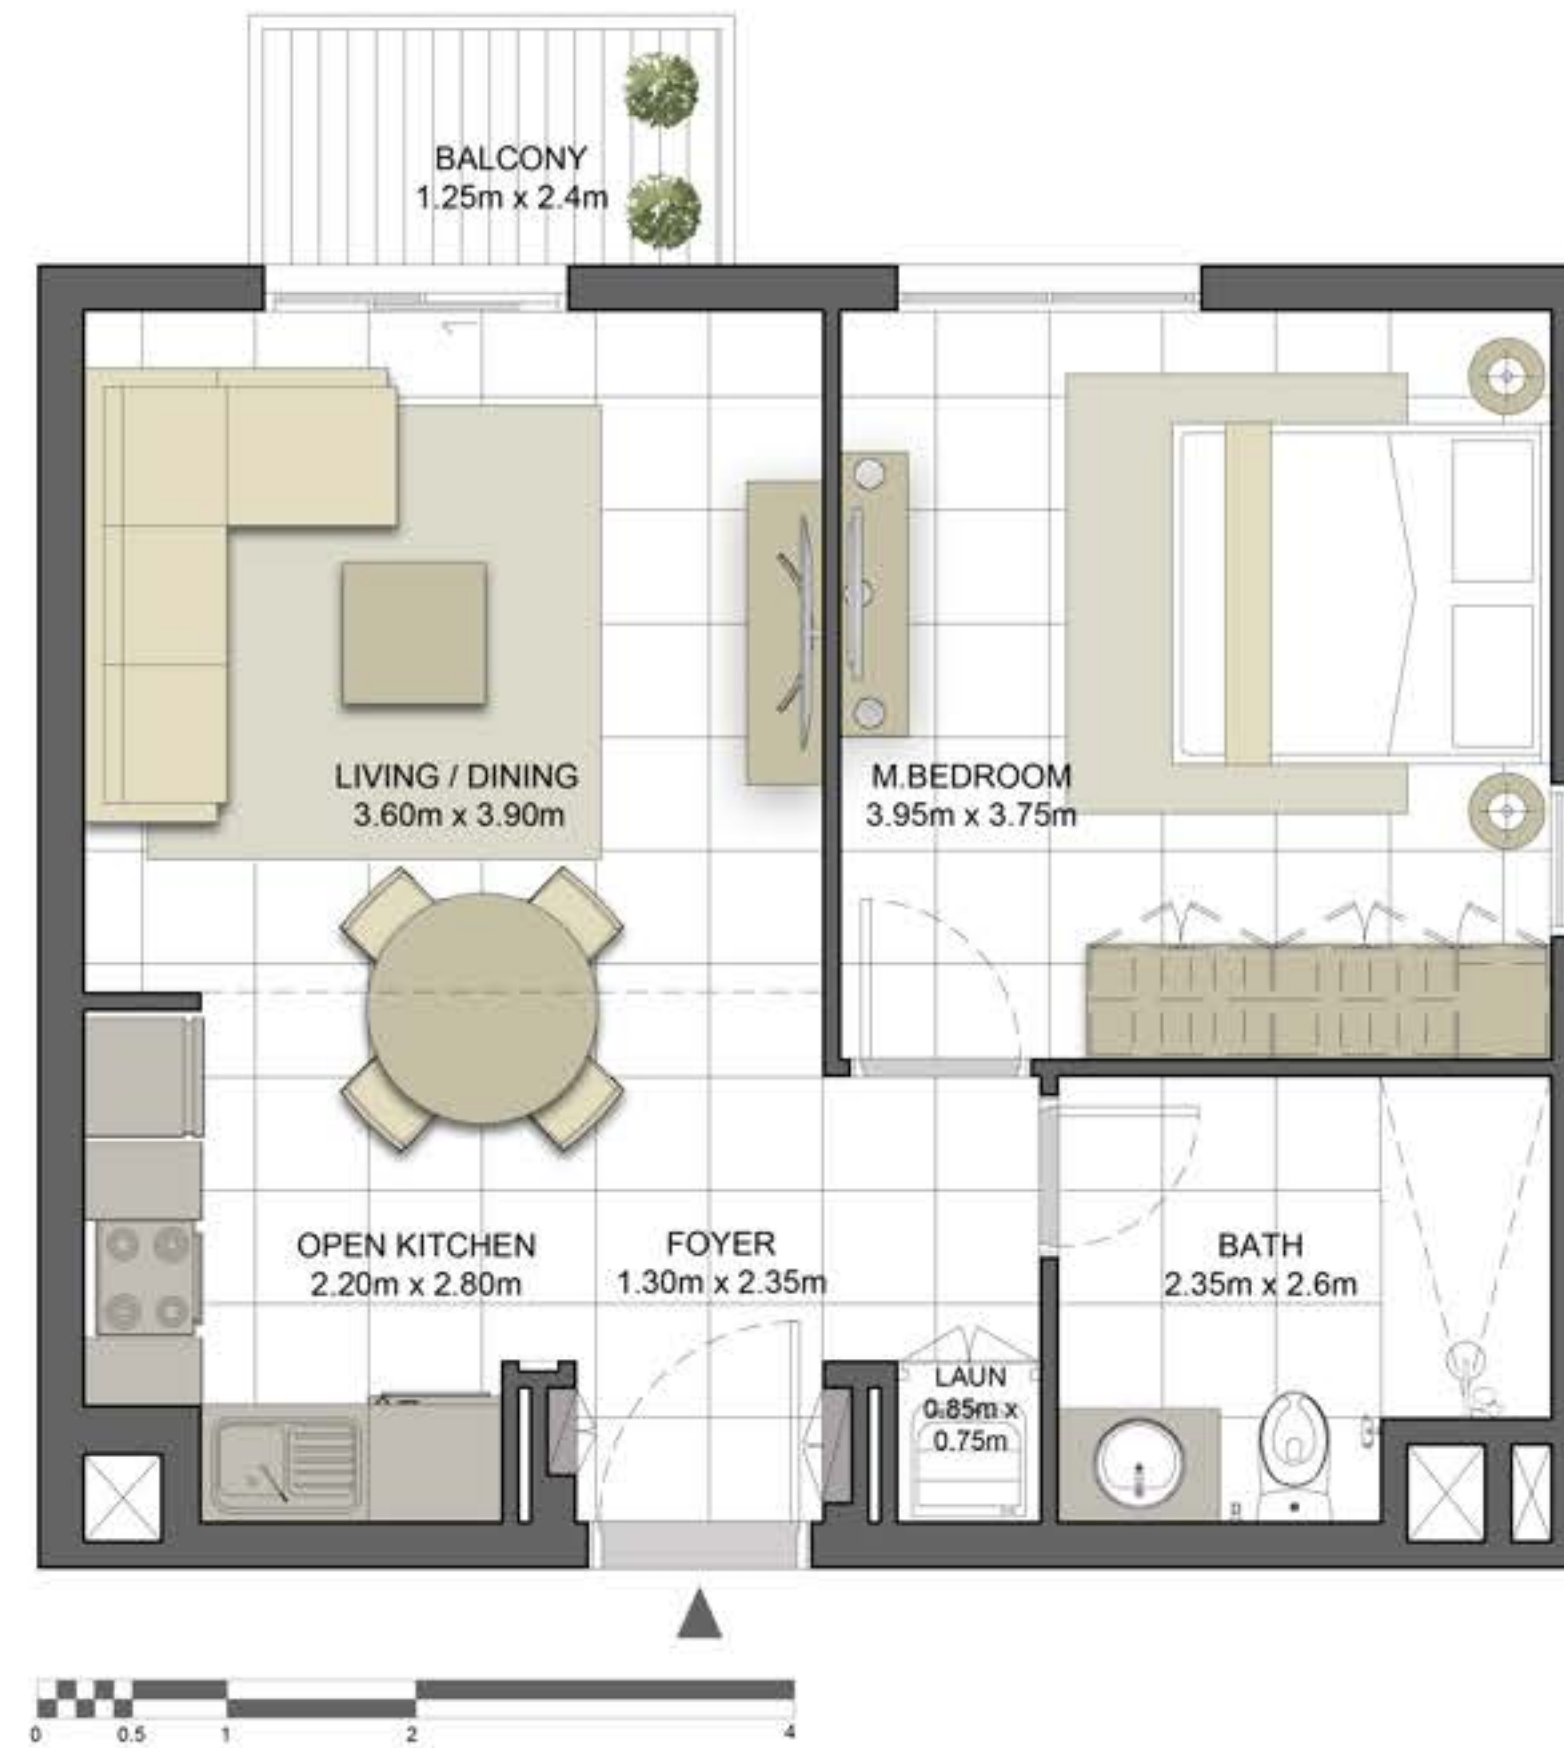 BALCONY
1.25m x 2.4m
LIVING / DINING
3.60m x 3.90m
M.BEDROOM
3.95m x 3.75m
OPEN KITCHEN
2.20m x 2.80m
FOYER
1.30m x 2.35m
BATH
2.35m x 2.6m
LAUN
0.85m x
0.75m
0 0.5 1 2 4